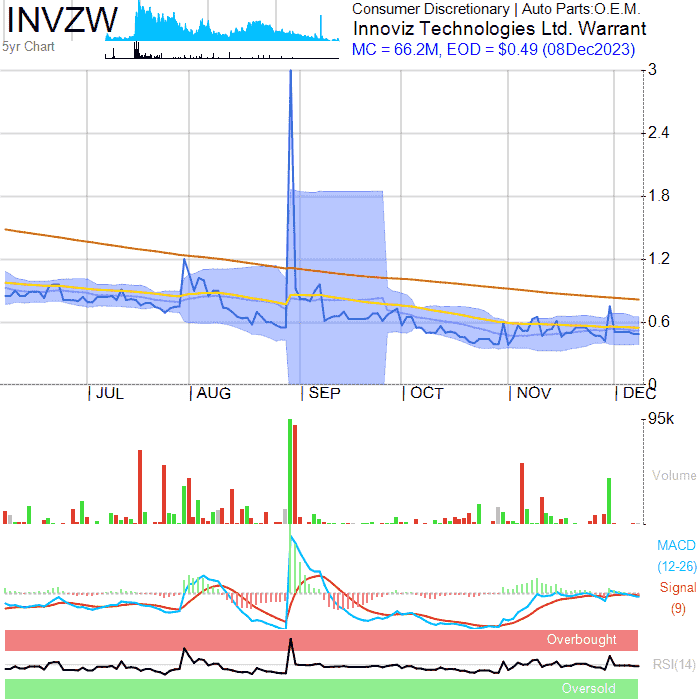 INVZW
5yr Chart
Consumer Discretionary | Auto Parts:O.E.M.
Innoviz Technologies Ltd. Warrant
MC = 66.2M, EOD = $0.49 (08Dec2023)
3
2.4
1.8
1.2
0.6
0
| JUL | AUG | SEP | OCT | NOV | DEC
95k
Volume
MACD
(12-26)
Signal
(9)
Overbought
RSI(14)
Oversold